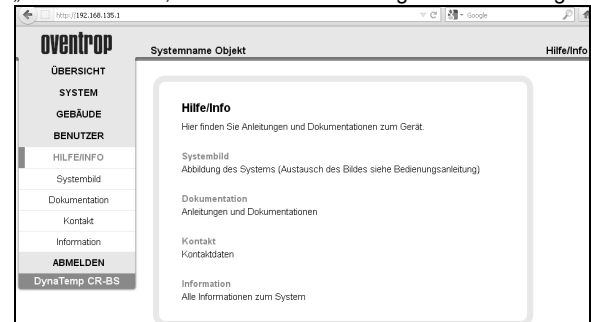 http://192.168.135.1
Google
oventrop
Systemname Objekt
Hilfe/Info
ÜBERSICHT
SYSTEM
GEBÄUDE
BENUTZER
HILFE/INFO
Systembild
Dokumentation
Kontakt
Information
ABMELDEN
DynaTemp CR-BS
Hilfe/Info
Hier finden Sie Anleitungen und Dokumentationen zum Gerät.
Systembild
Abbildung des Systems (Austausch des Bildes siehe Bedienungsanleitung)
Dokumentation
Anleitungen und Dokumentationen
Kontakt
Kontaktdaten
Information
Alle Informationen zum System